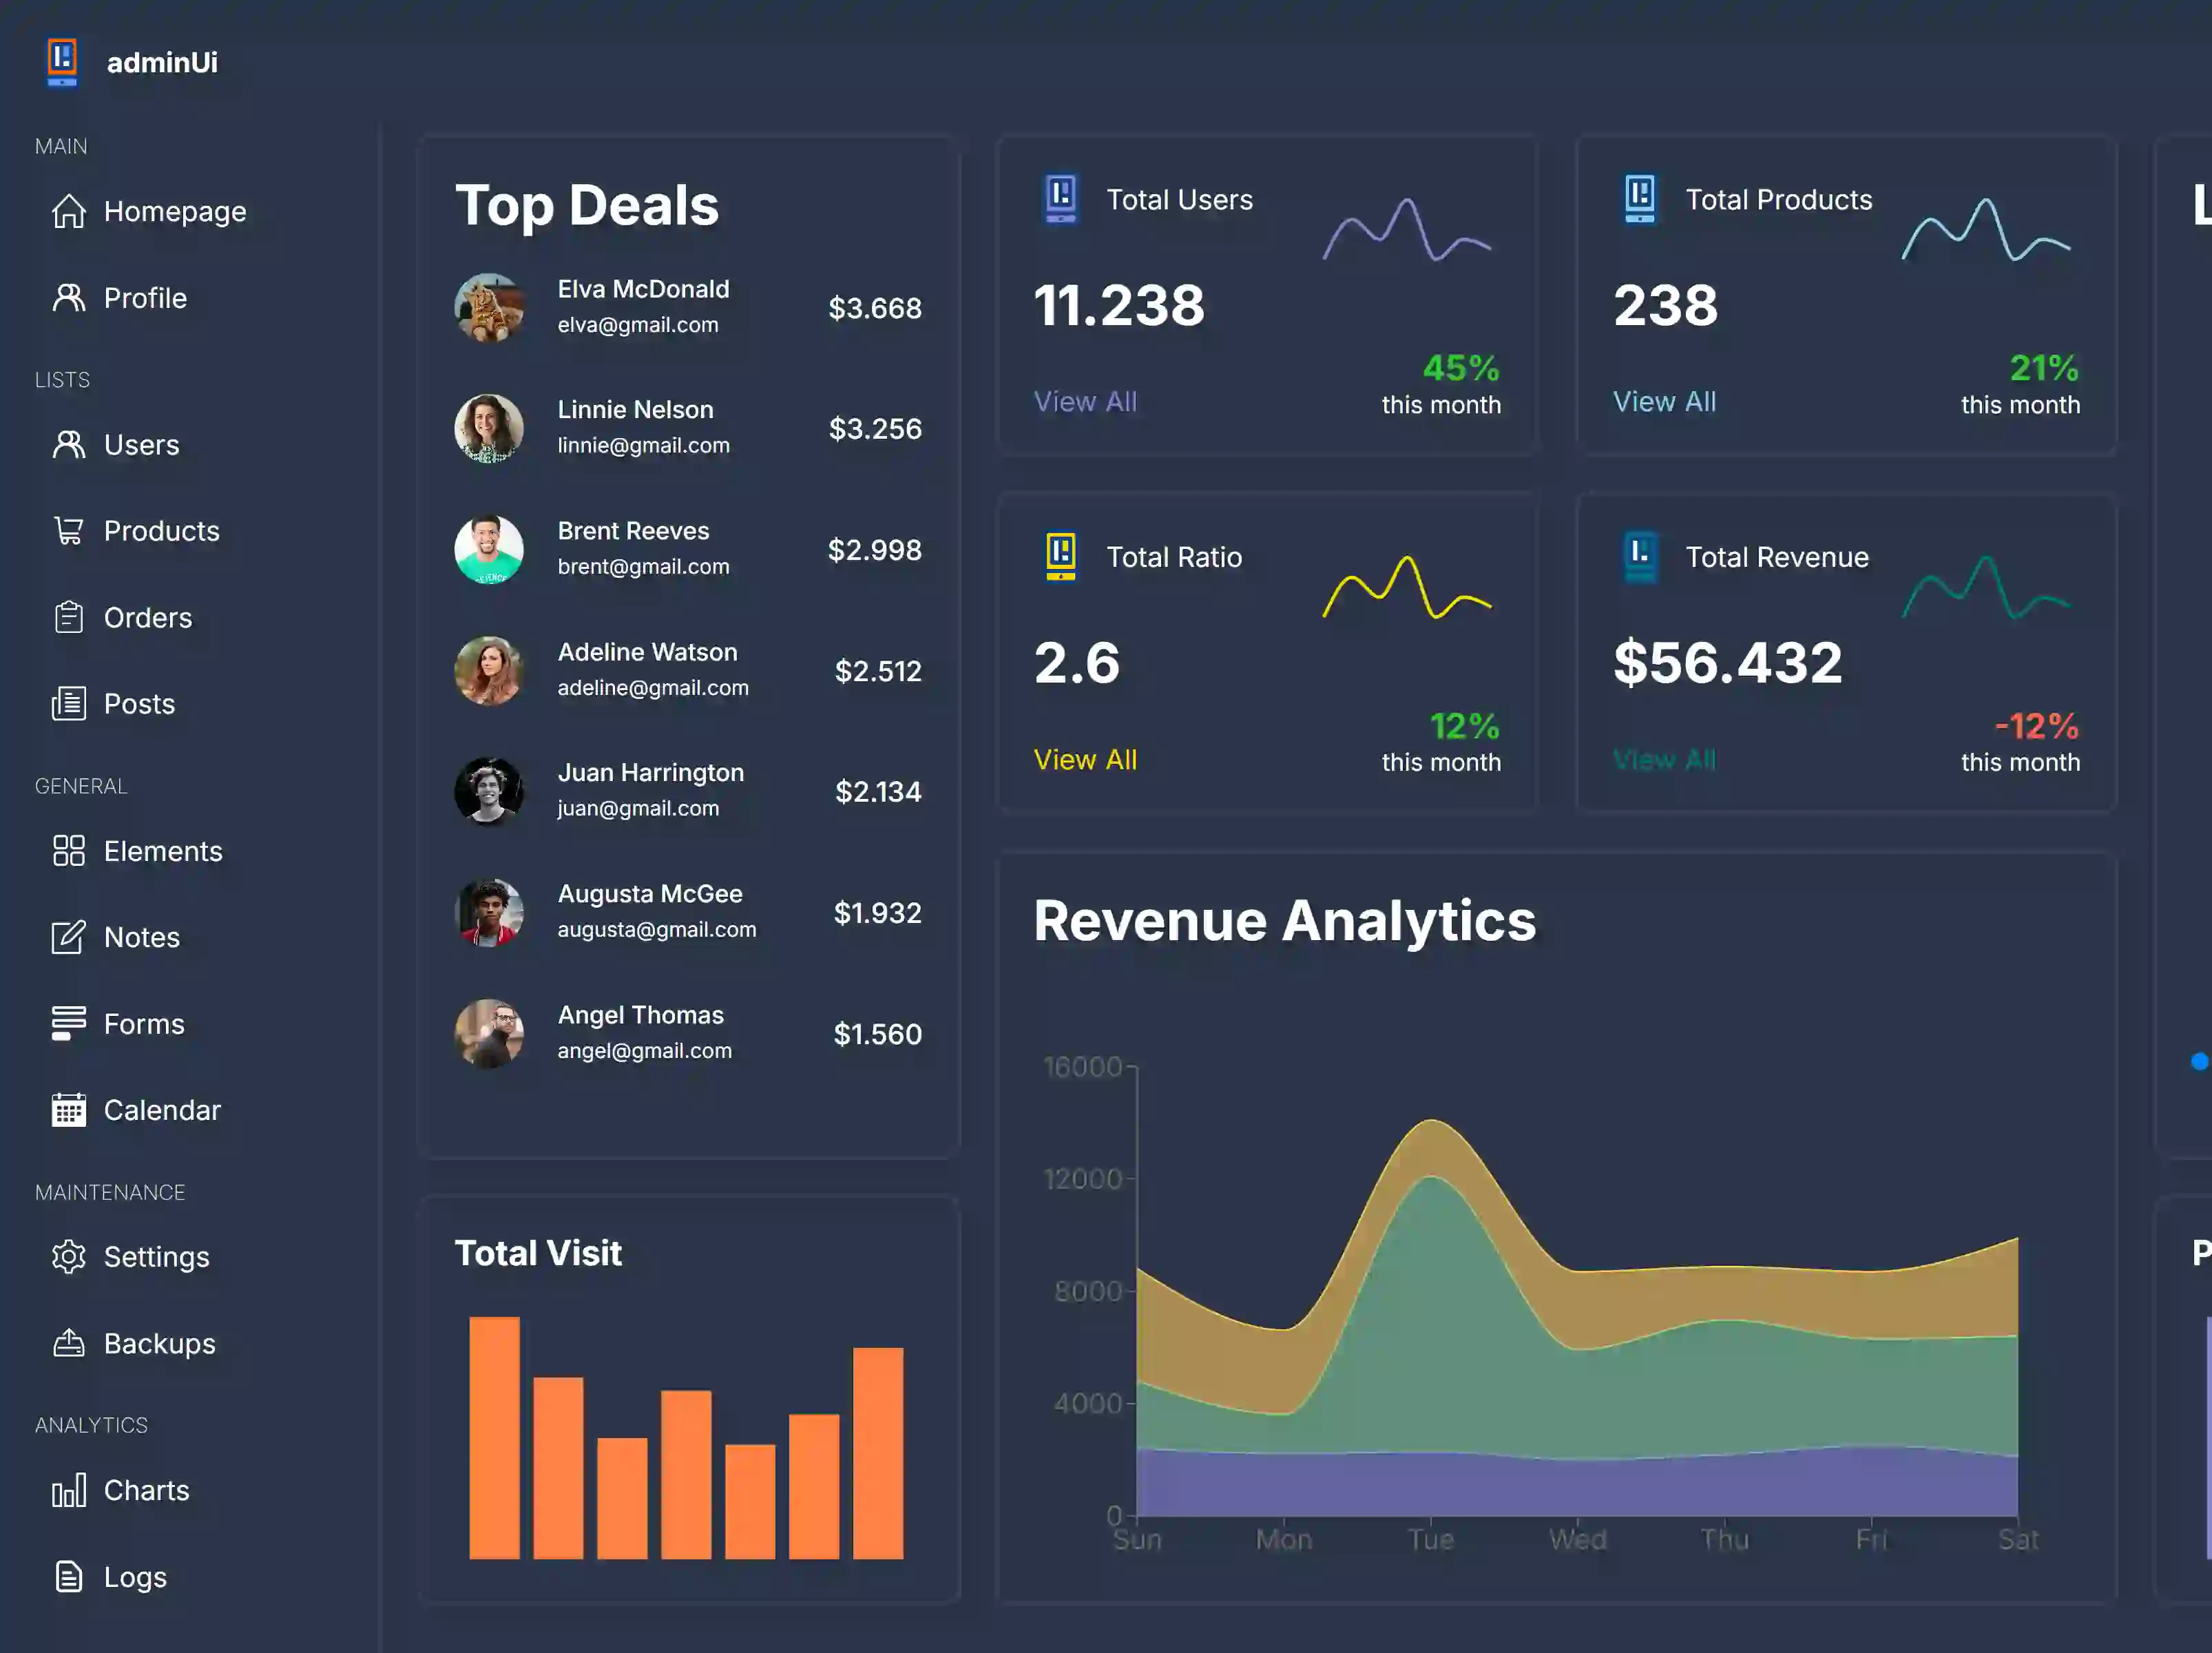 adminUi
MAIN
Homepage
Profile
LISTS
Users
Products
Orders
Posts
GENERAL
Elements
Notes
Forms
Calendar
MAINTENANCE
Settings
Backups
ANALYTICS
Charts
Logs
Top Deals
Elva McDonald
elva@gmail.com
$3.668
Linnie Nelson
linnie@gmail.com
$3.256
Brent Reeves
brent@gmail.com
$2.998
Adeline Watson
adeline@gmail.com
$2.512
Juan Harrington
juan@gmail.com
$2.134
Augusta McGee
augusta@gmail.com
$1.932
Angel Thomas
angel@gmail.com
$1.560
Total Visit
Total Users
11.238
View All
45%
this month
Total Products
238
View All
21%
this month
Total Ratio
2.6
View All
12%
this month
Total Revenue
$56.432
View All
-12%
this month
Revenue Analytics
16000
12000
8000
4000
0
Sun Mon Tue Wed Thu Fri Sat